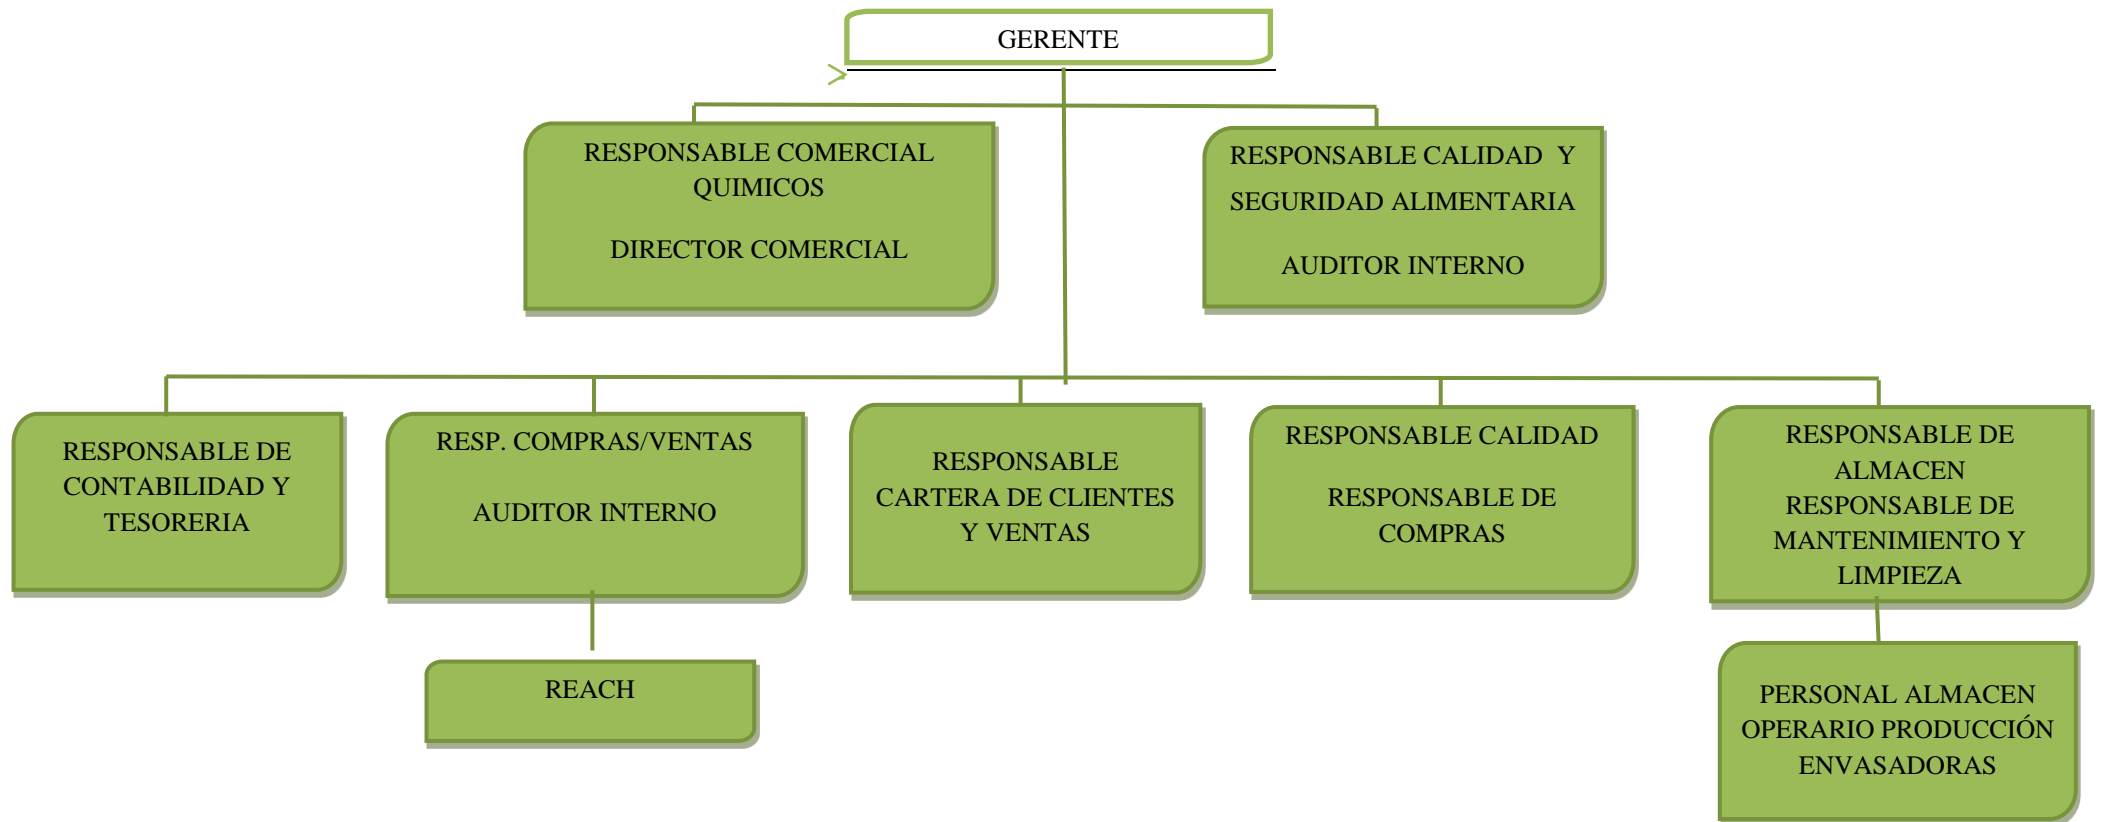 GERENTE
RESPONSABLE COMERCIAL
QUIMICOS
DIRECTOR COMERCIAL
RESPONSABLE CALIDAD Y
SEGURIDAD ALIMENTARIA
AUDITOR INTERNO
RESPONSABLE DE
CONTABILIDAD Y
TESORERIA
RESP. COMPRAS/VENTAS
AUDITOR INTERNO
RESPONSABLE
CARTERA DE CLIENTES
Y VENTAS
RESPONSABLE CALIDAD
RESPONSABLE DE
COMPRAS
RESPONSABLE DE
ALMACEN
RESPONSABLE DE
MANTENIMIENTO Y
LIMPIEZA
REACH
PERSONAL ALMACEN
OPERARIO PRODUCCIÓN
ENVASADORAS